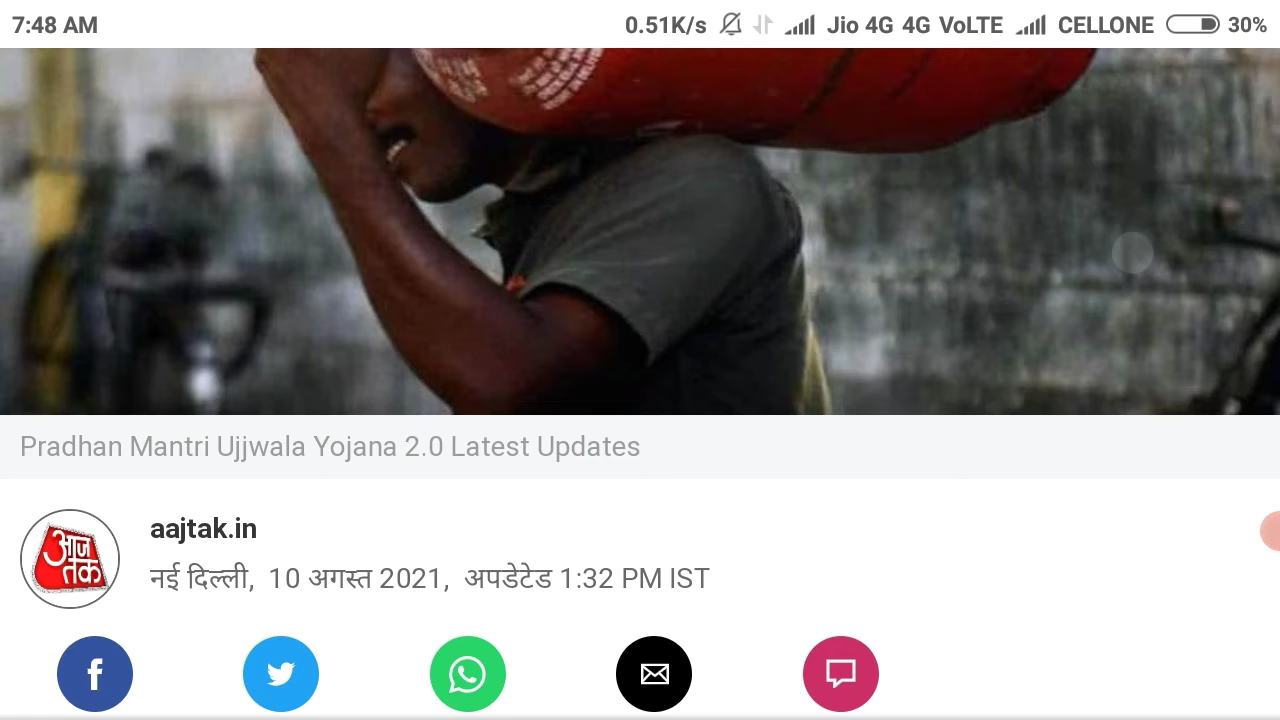 7:48 AM 0.51K/s Jio 4G 4G VoLTE CELLONE 30%
Pradhan Mantri Ujjwala Yojana 2.0 Latest Updates
आज तक
aajtak.in
नई दिल्ली, 10 अगस्त 2021, अपडेटेड 1:32 PM IST